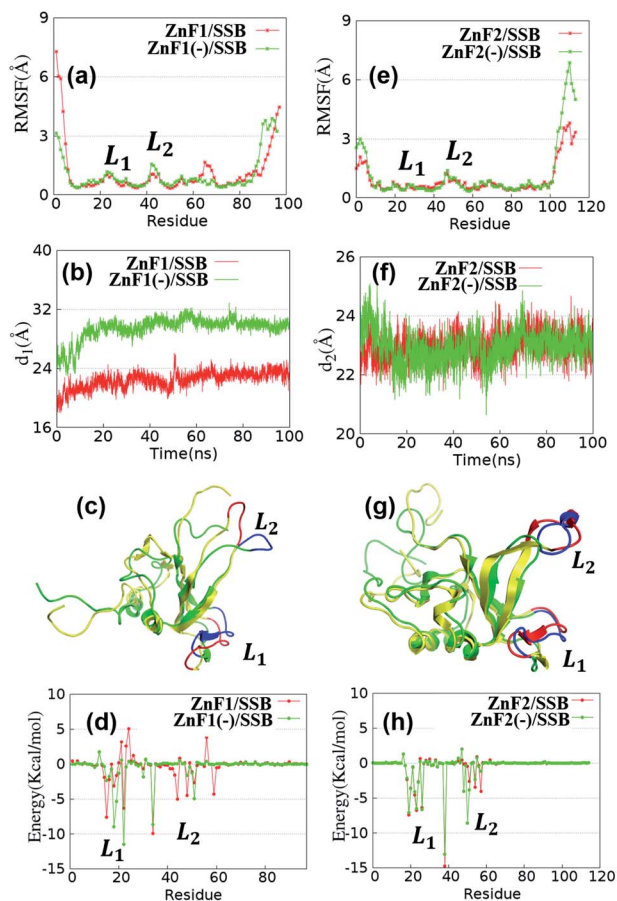 9
6
3
0
RMSF(Å)
(a)
ZnF1/SSB
ZnF1(-)/SSB
L1
L2
0 20 40 60 80 100
Residue
9
6
3
0
RMSF(Å)
(e)
ZnF2/SSB
ZnF2(-)/SSB
L1
L2
0 20 40 60 80 100 120
Residue
40
32
24
16
d1(Å)
(b)
ZnF1/SSB
ZnF1(-)/SSB
0 20 40 60 80 100
Time(ns)
26
24
22
20
d2(Å)
(f)
ZnF2/SSB
ZnF2(-)/SSB
0 20 40 60 80 100
Time(ns)
(c)
L2
L1
(g)
L2
L1
10
5
0
-5
-10
-15
Energy(Kcal/mol)
(d)
ZnF1/SSB
ZnF1(-)/SSB
L1
L2
0 20 40 60 80
Residue
10
5
0
-5
-10
-15
Energy(Kcal/mol)
(h)
ZnF2/SSB
ZnF2(-)/SSB
L1
L2
0 20 40 60 80 100 120
Residue